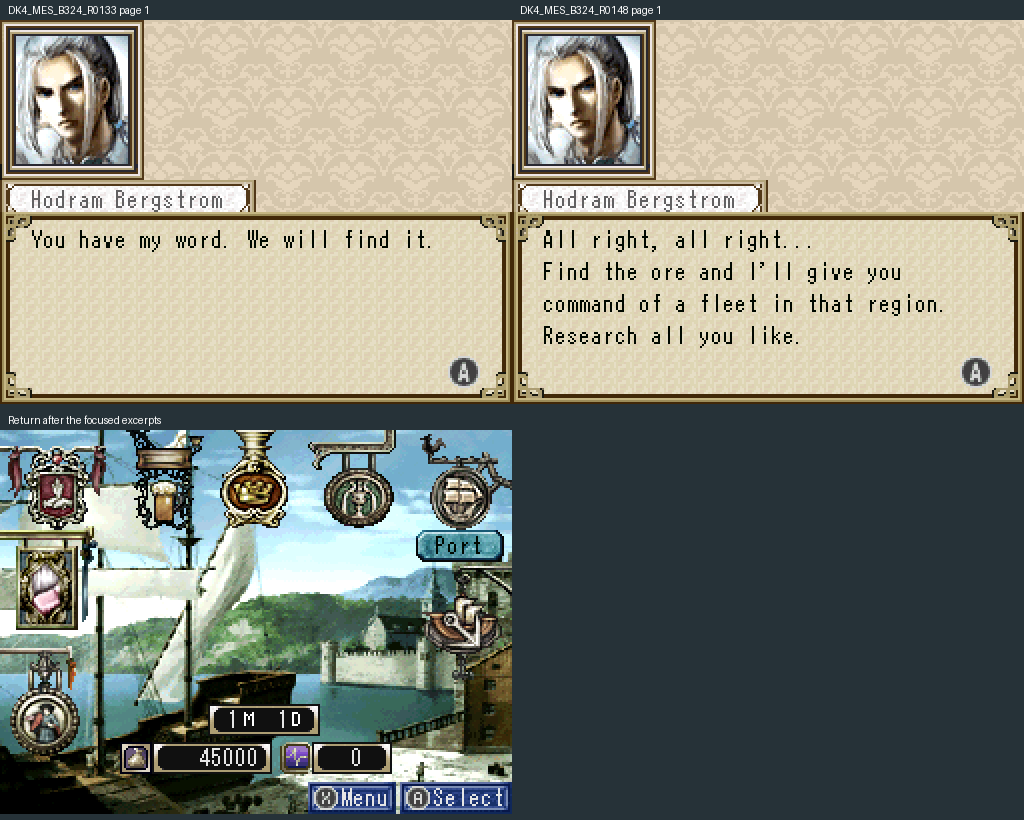 DK4_MES_B324_R0133 page 1
Hodram Bergstrom
You have my word. We will find it.
A
DK4_MES_B324_R0148 page 1
Hodram Bergstrom
All right, all right...
Find the ore and I'll give you
command of a fleet in that region.
Research all you like.
A
Return after the focused excerpts
Port
1M 1D
45000
0
X Menu
A Select